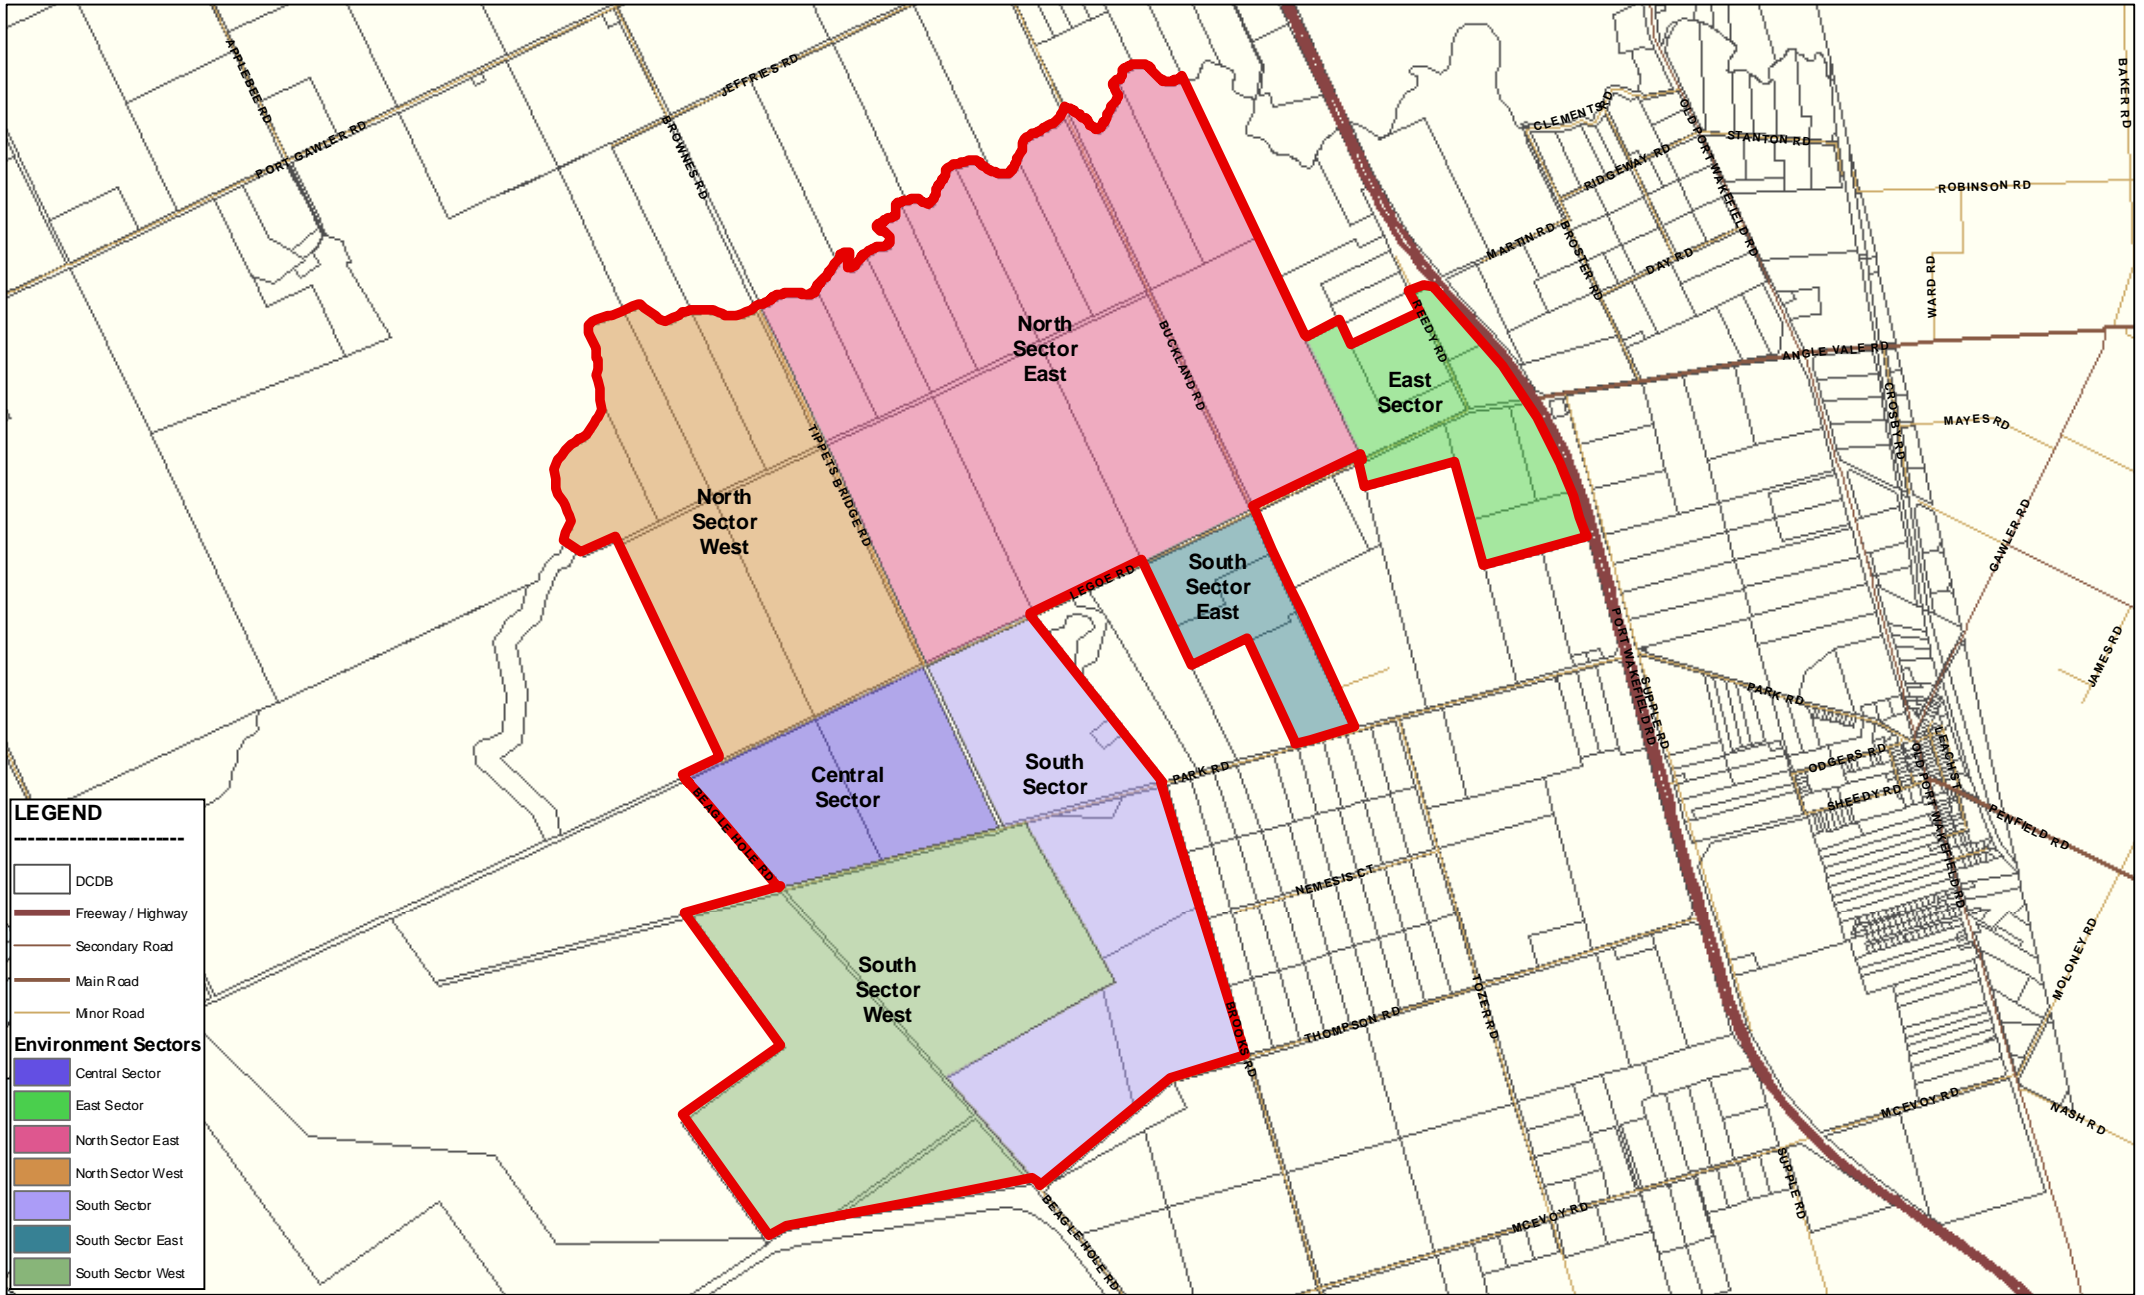 APPLEBEE RD
PORT GAWLER RD
BROWNES RD
JEFFRIES RD
CLEMENTS RD
OLD PORT WAKEFIELD RD
STANTON RD
BAKER RD
RIDGEWAY RD
ROBINSON RD
MARTIN RD
BROSTER RD
DAY RD
WARD RD
North
Sector
East
BUCKLAND RD
REEDY RD
East
Sector
ANGLE VALE RD
CROSBY RD
MAYES RD
TIPPETS BRIDGE RD
North
Sector
West
GAWLER RD
LEGOE RD
South
Sector
East
PORT WAKEFIELD RD
SUPPLE RD
PARK RD
JAMES RD
Central
Sector
South
Sector
PARK RD
BEAGLE HOLE RD
ODGERS RD
SHEEDY RD
LEACH ST
OLD PORT WAKEFIELD RD
PENFIELD RD
NEMESIS CT
South
Sector
West
TOZER RD
BROOKS RD
THOMPSON RD
MOLONEY RD
MCEVOY RD
NASH RD
SUPPLE RD
MCEVOY RD
BEAGLE HOLE RD
LEGEND
DCDB
Freeway / Highway
Secondary Road
Main Road
Minor Road
Environment Sectors
Central Sector
East Sector
North Sector East
North Sector West
South Sector
South Sector East
South Sector West